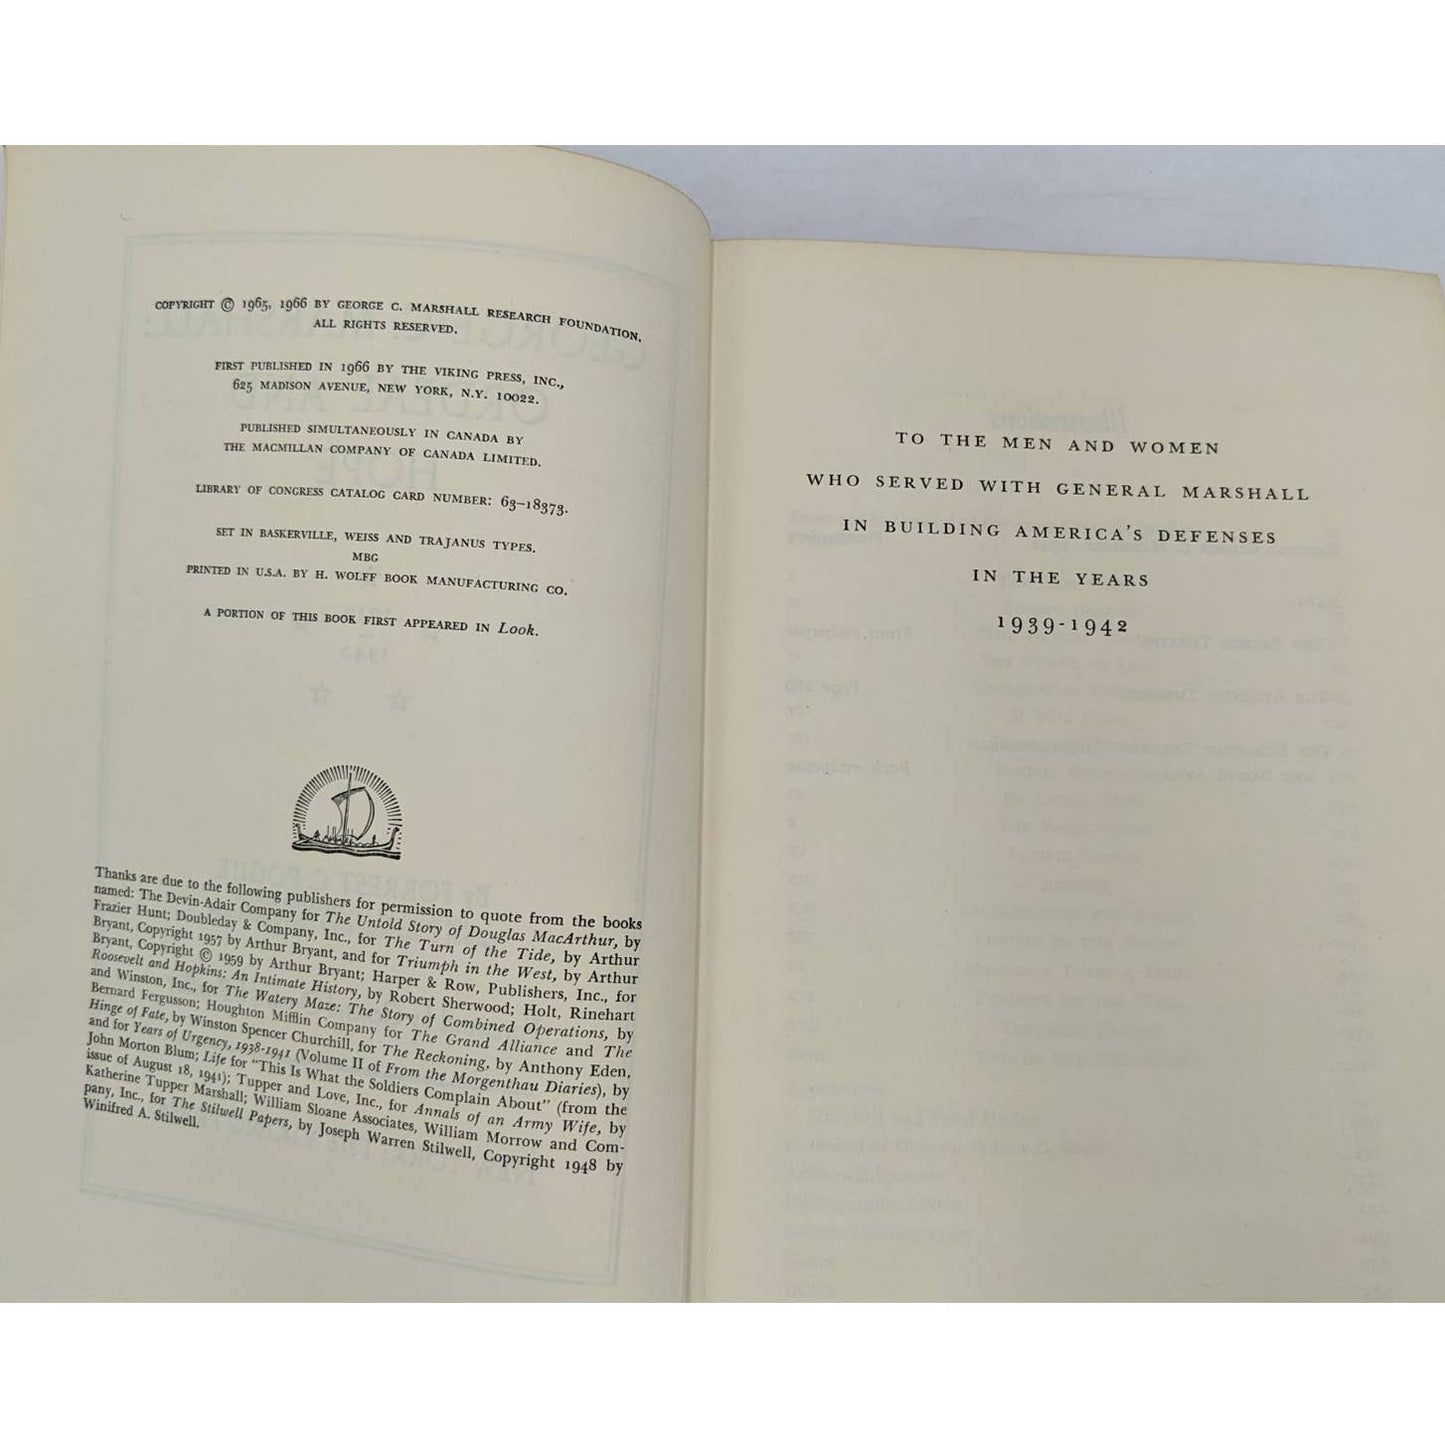 COPYRIGHT © 1965, 1966 BY GEORGE C. MARSHALL RESEARCH FOUNDATION.
ALL RIGHTS RESERVED.
FIRST PUBLISHED IN 1966 BY THE VIKING PRESS, INC.,
625 MADISON AVENUE, NEW YORK, N.Y. 10022.
PUBLISHED SIMULTANEOUSLY IN CANADA BY
THE MACMILLAN COMPANY OF CANADA LIMITED.
LIBRARY OF CONGRESS CATALOG CARD NUMBER: 63-18373.
SET IN BASKERVILLE, WEISS AND TRAJANUS TYPES.
MBG
PRINTED IN U.S.A. BY H. WOLFF BOOK MANUFACTURING CO.
A PORTION OF THIS BOOK FIRST APPEARED IN Look.
Thanks are due to the following publishers for permission to quote from the books
named: The Devin-Adair Company for The Untold Story of Douglas MacArthur, by
Frazier Hunt; Doubleday & Company, Inc., for The Turn of the Tide, by Arthur
Bryant, Copyright 1957 by Arthur Bryant, and for Triumph in the West, by Arthur
Bryant, Copyright © 1959 by Arthur Bryant; Harper & Row, Publishers, Inc., for
Roosevelt and Hopkins: An Intimate History, by Robert Sherwood; Holt, Rinehart
and Winston, Inc., for The Watery Maze: The Story of Combined Operations, by
Bernard Fergusson; Houghton Mifflin Company for The Grand Alliance and The
Hinge of Fate, by Winston Spencer Churchill, for The Reckoning, by Anthony Eden,
and for Years of Urgency, 1938-1941 (Volume II of From the Morgenthau Diaries), by
John Morton Blum; Life for "This Is What the Soldiers Complain About" (from the
issue of August 18, 1941); Tupper and Love, Inc., for Annals of an Army Wife, by
Katherine Tupper Marshall; William Sloane Associates, William Morrow and Com-
pany, Inc., for The Stilwell Papers, by Joseph Warren Stilwell, Copyright 1948 by
Winifred A. Stilwell.
TO THE MEN AND WOMEN
WHO SERVED WITH GENERAL MARSHALL
IN BUILDING AMERICA'S DEFENSES
IN THE YEARS
1939-1942